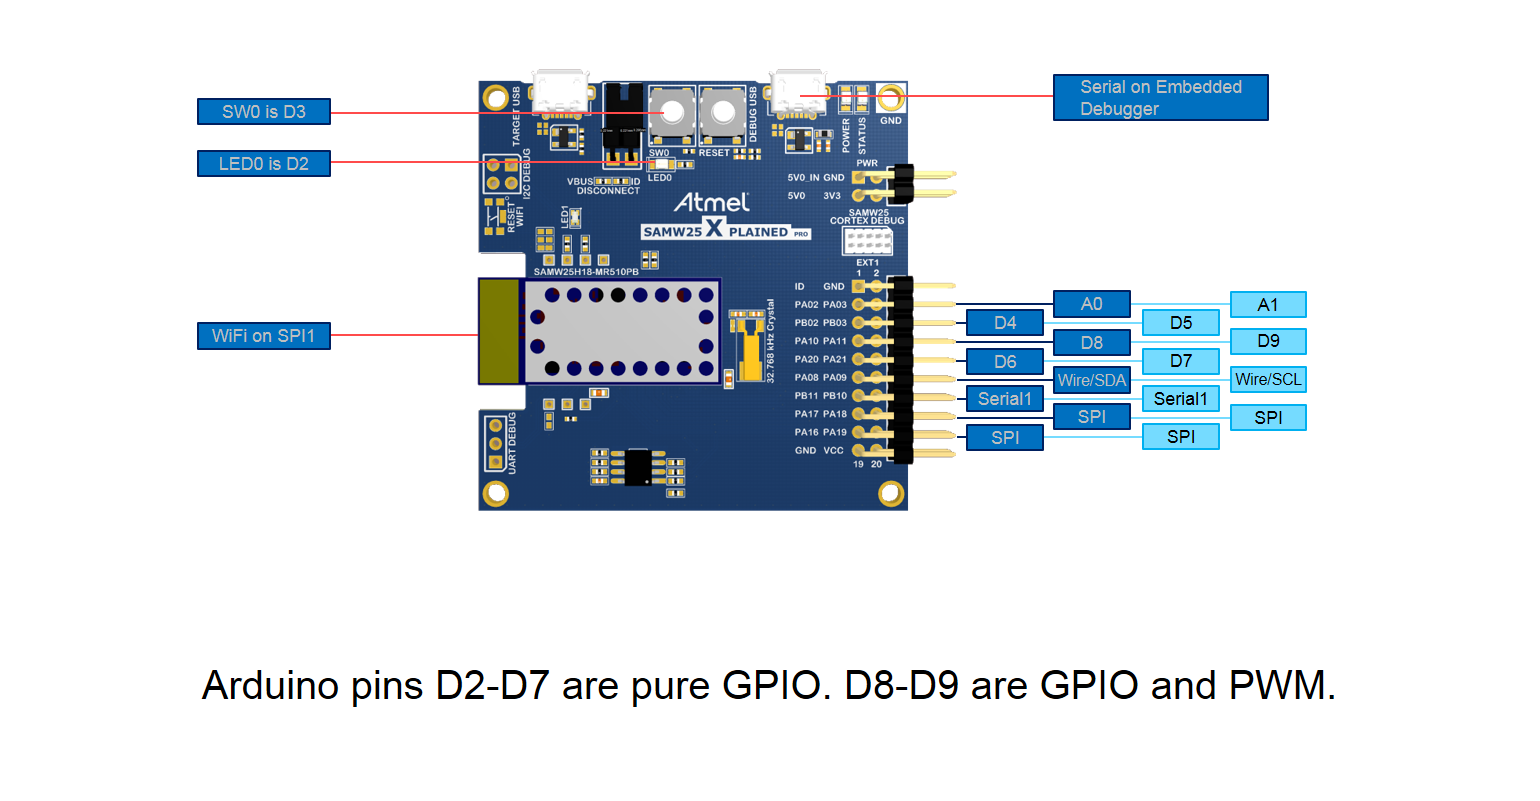 SW0 is D3
LED0 is D2
WiFi on SPI1
Serial on Embedded
Debugger
TARGET USB
DEBUG USB
POWER
STATUS
GND
SW0
RESET
LED0
I2C DEBUG
VBUS
ID
DISCONNECT
RESET
WIFI
LED1
PWR
5V0_IN GND
5V0 3V3
Atmel
SAMW25 X PLAINED PRO
SAMW25
CORTEX DEBUG
SAMW25H18-MR510PB
32.768 kHz Crystal
UART DEBUG
EXT1
1 2
ID GND
PA02 PA03
PB02 PB03
PA10 PA11
PA20 PA21
PA08 PA09
PB11 PB10
PA17 PA18
PA16 PA19
GND VCC
19 20
A0 A1
D4 D5
D8 D9
D6 D7
Wire/SDA Wire/SCL
Serial1 Serial1
SPI SPI
SPI SPI
Arduino pins D2-D7 are pure GPIO. D8-D9 are GPIO and PWM.